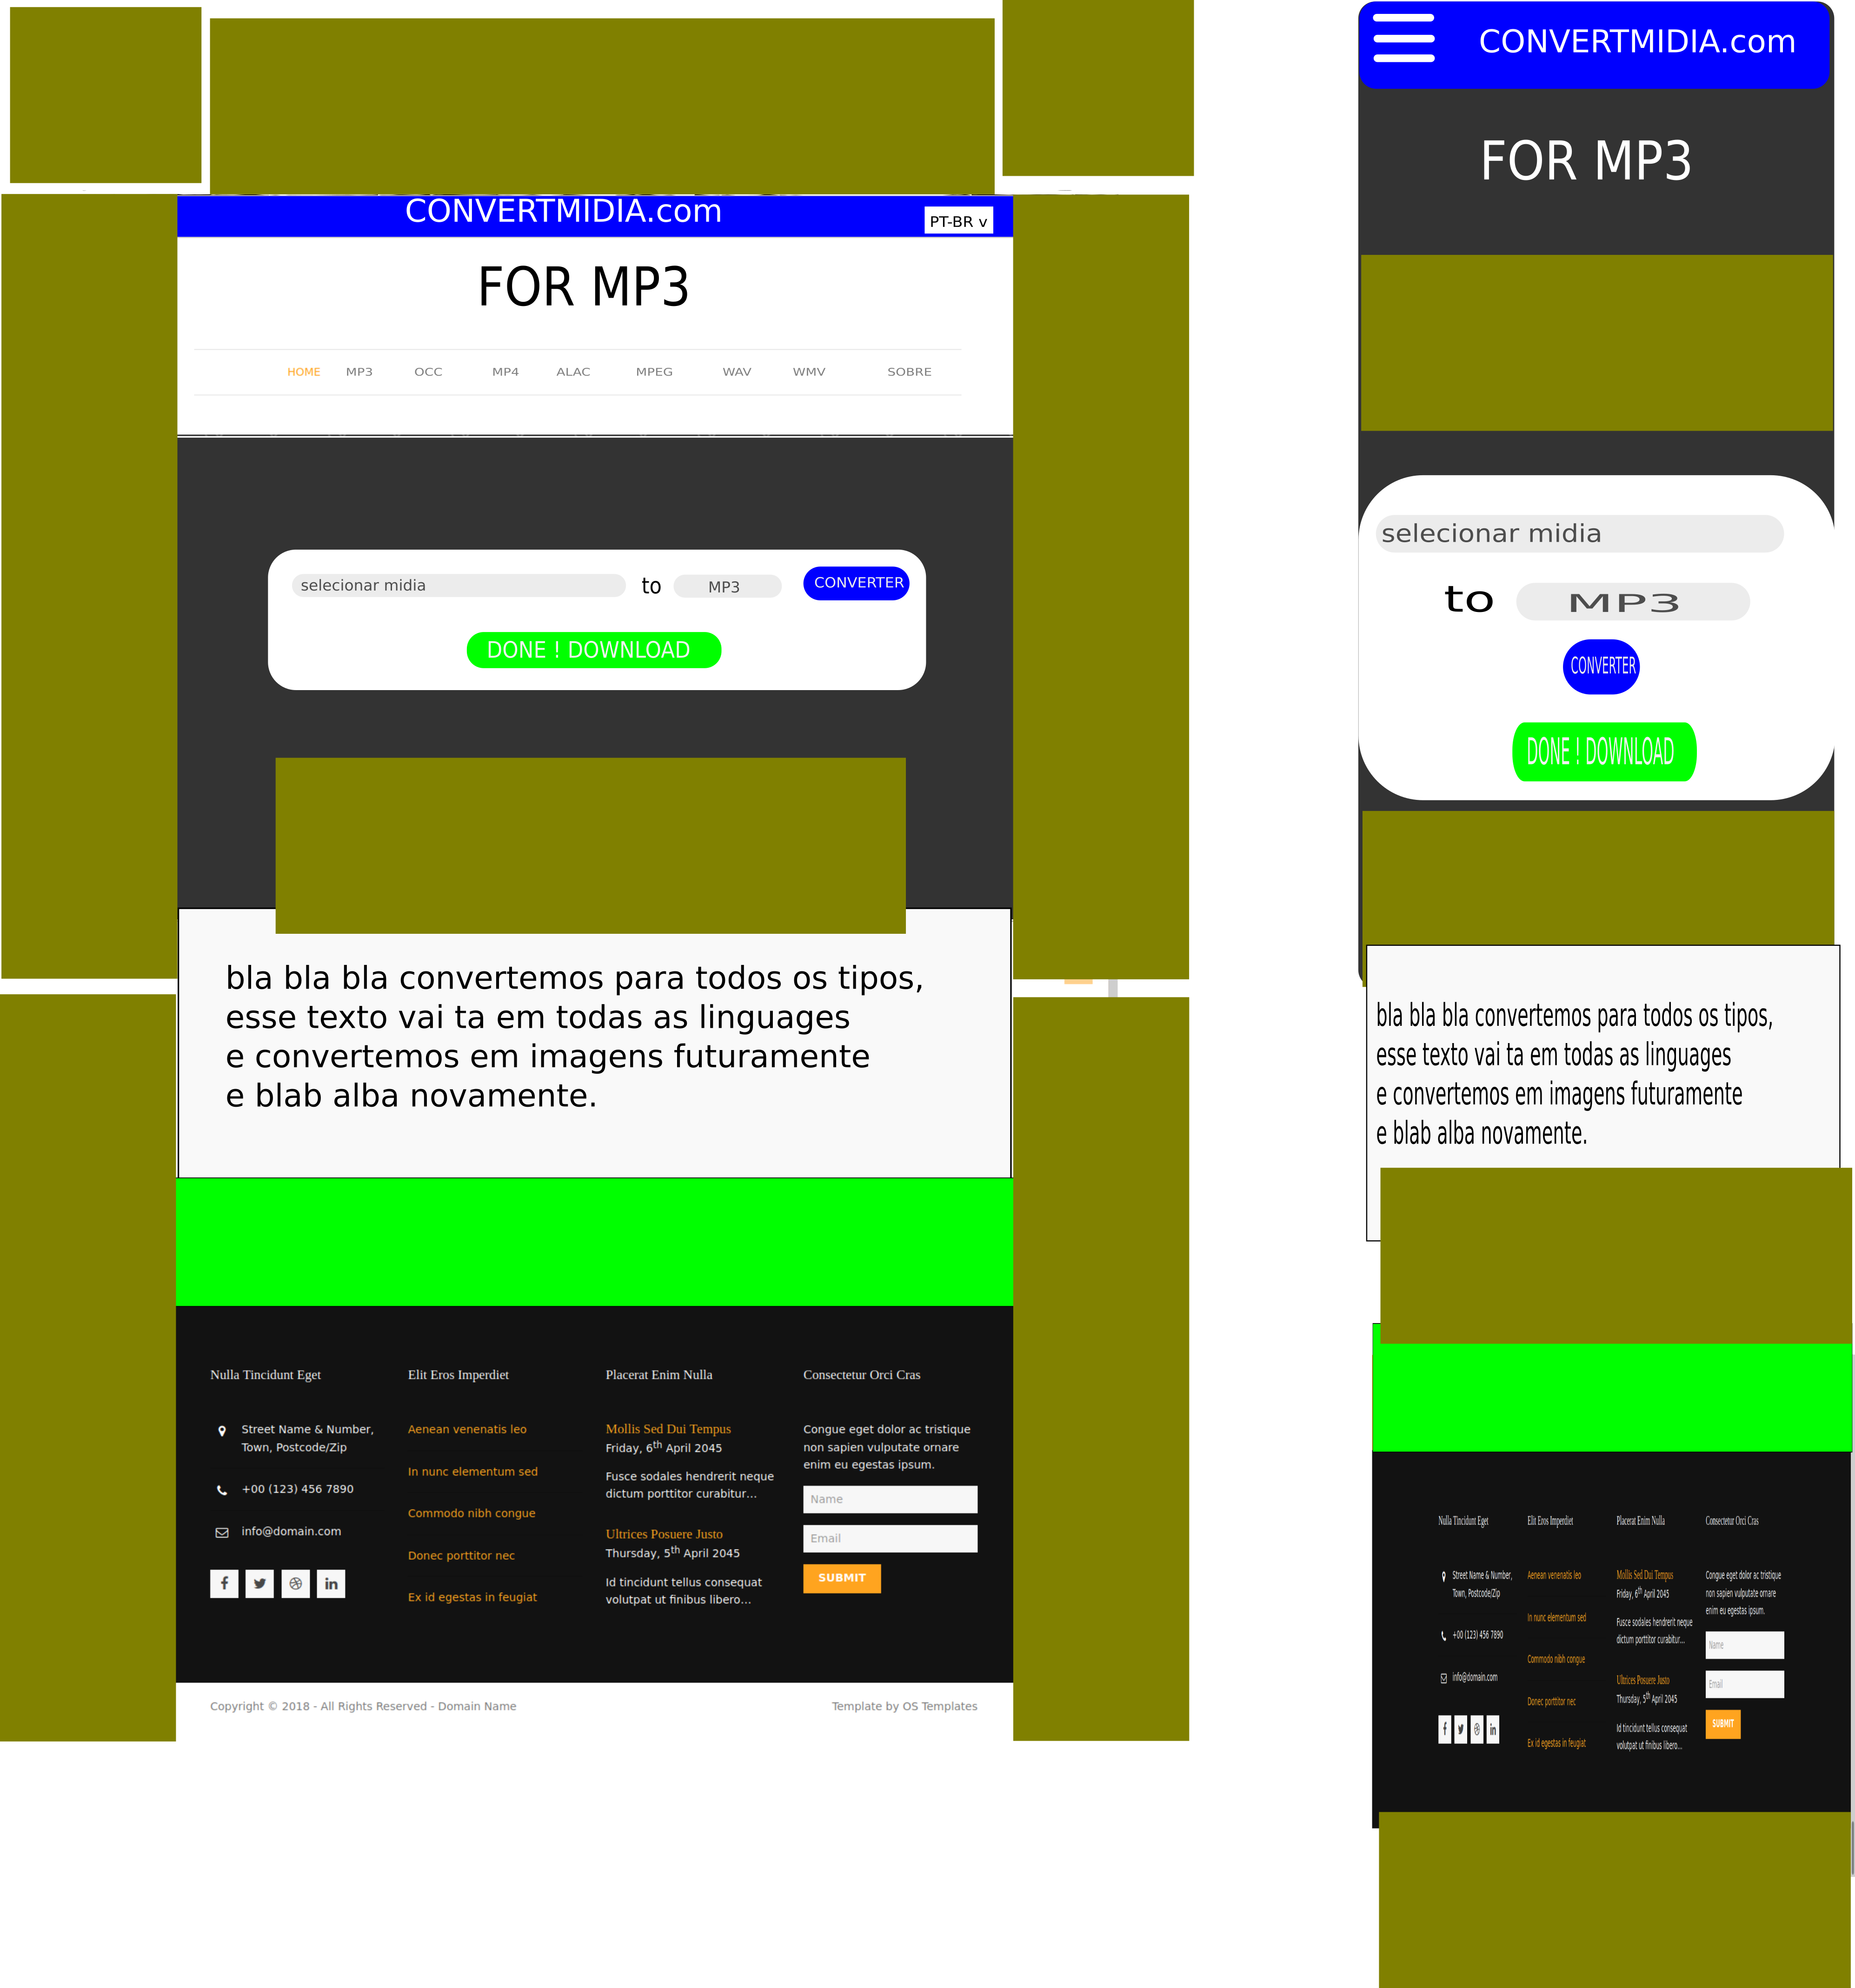 CONVERTMIDIA.com
PT-BR v
FOR MP3
HOME MP3 OCC MP4 ALAC MPEG WAV WMV SOBRE
selecionar midia to MP3 CONVERTER
DONE ! DOWNLOAD
bla bla bla convertemos para todos os tipos,
esse texto vai ta em todas as linguages
e convertemos em imagens futuramente
e blab alba novamente.
Nulla Tincidunt Eget
Street Name & Number,
Town, Postcode/Zip
+00 (123) 456 7890
info@domain.com
Elit Eros Imperdiet
Aenean venenatis leo
In nunc elementum sed
Commodo nibh congue
Donec porttitor nec
Ex id egestas in feugiat
Placerat Enim Nulla
Mollis Sed Dui Tempus
Friday, 6th April 2045
Fusce sodales hendrerit neque
dictum porttitor curabitur...
Ultrices Posuere Justo
Thursday, 5th April 2045
Id tincidunt tellus consequat
volutpat ut finibus libero...
Consectetur Orci Cras
Congue eget dolor ac tristique
non sapien vulputate ornare
enim eu egestas ipsum.
Name
Email
SUBMIT
Copyright © 2018 - All Rights Reserved - Domain Name
Template by OS Templates
CONVERTMIDIA.com
FOR MP3
selecionar midia
to MP3
CONVERTER
DONE ! DOWNLOAD
bla bla bla convertemos para todos os tipos,
esse texto vai ta em todas as linguages
e convertemos em imagens futuramente
e blab alba novamente.
Nulla Tincidunt Eget
Street Name & Number,
Town, Postcode/Zip
+00 (123) 456 7890
info@domain.com
Elit Eros Imperdiet
Aenean venenatis leo
In nunc elementum sed
Commodo nibh congue
Donec porttitor nec
Ex id egestas in feugiat
Placerat Enim Nulla
Mollis Sed Dui Tempus
Friday, 6th April 2045
Fusce sodales hendrerit neque
dictum porttitor curabitur...
Ultrices Posuere Justo
Thursday, 5th April 2045
Id tincidunt tellus consequat
volutpat ut finibus libero...
Consectetur Orci Cras
Congue eget dolor ac tristique
non sapien vulputate ornare
enim eu egestas ipsum.
Name
Email
SUBMIT